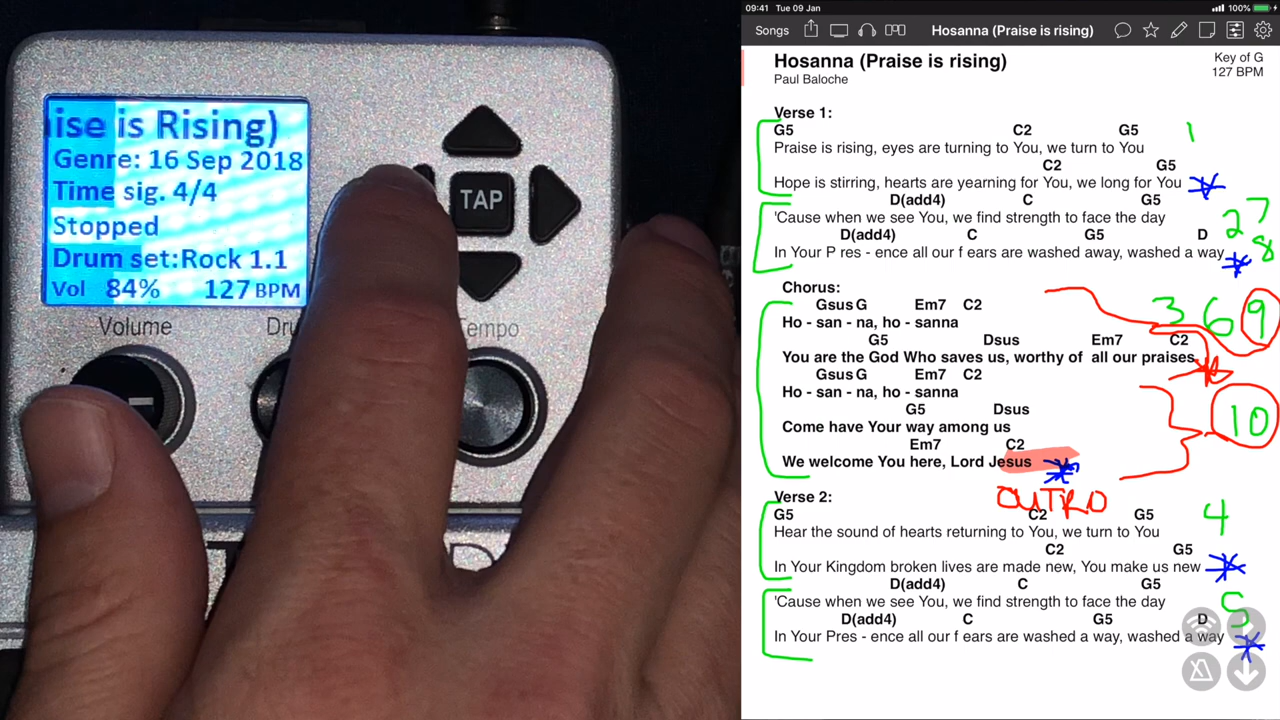 ise is Rising)
Genre: 16 Sep 2018
Time sig. 4/4
Stopped
Drum set:Rock 1.1
Vol 84% 127 BPM
Volume
Dru
Tempo
TAP
09:41 Tue 09 Jan
100%
Songs
Hosanna (Praise is rising)
Hosanna (Praise is rising)
Key of G
Paul Baloche
127 BPM
Verse 1:
G5 C2 G5
1
Praise is rising, eyes are turning to You, we turn to You
C2 G5
Hope is stirring, hearts are yearning for You, we long for You
D(add4) C G5
2 7
'Cause when we see You, we find strength to face the day
D(add4) C G5 D
8
In Your P res - ence all our f ears are washed away, washed a way
Chorus:
Gsus G Em7 C2
3 6 9
Ho - san - na, ho - sanna
G5 Dsus Em7 C2
You are the God Who saves us, worthy of all our praises
Gsus G Em7 C2
Ho - san - na, ho - sanna
G5 Dsus
10
Come have Your way among us
Em7 C2
We welcome You here, Lord Jesus
OUTRO
Verse 2:
G5 C2 G5
4
Hear the sound of hearts returning to You, we turn to You
C2 G5
In Your Kingdom broken lives are made new, You make us new
D(add4) C G5
5
'Cause when we see You, we find strength to face the day
D(add4) C G5 D
In Your Pres - ence all our f ears are washed a way, washed a way